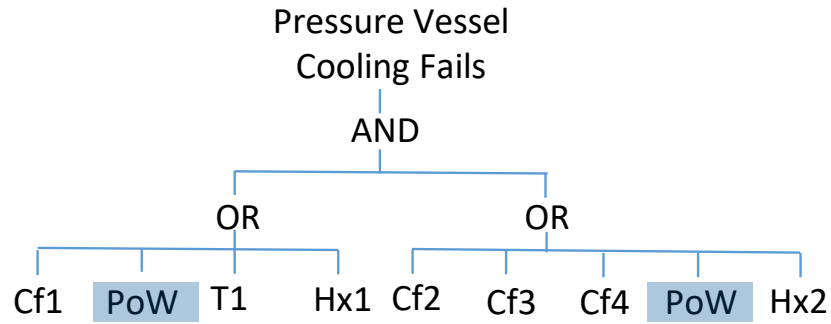 Pressure Vessel
Cooling Fails
AND
OR OR
Cf1 PoW T1 Hx1 Cf2 Cf3 Cf4 PoW Hx2